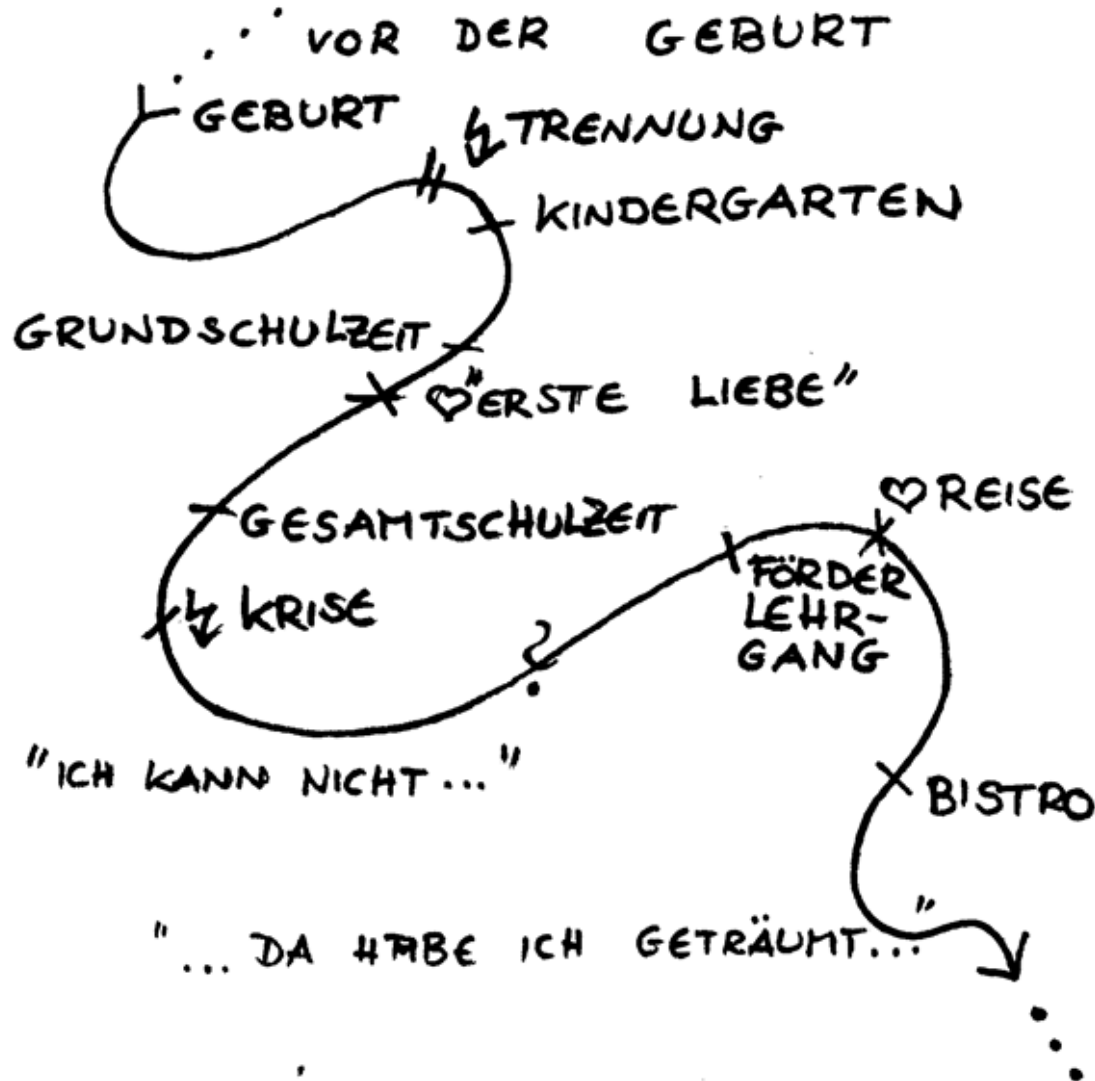 VOR DER GEBURT
GEBURT
TRENNUNG
KINDERGARTEN
GRUNDSCHULZEIT
"ERSTE LIEBE"
GESAMTSCHULZEIT
REISE
FÖRDER
LEHR-
GANG
KRISE
?
"ICH KANN NICHT..."
BISTRO
"... DA HABE ICH GETRÄUMT..."